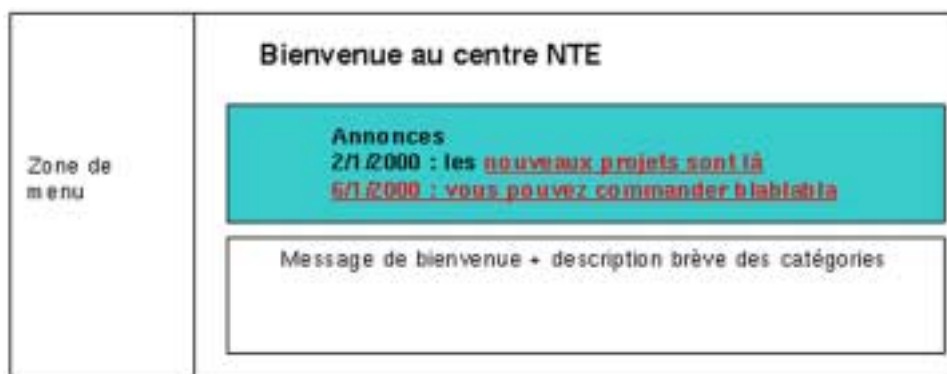 Bienvenue au centre NTE
Annonces
2/1/2000 : les nouveaux projets sont là
6/1/2000 : vous pouvez commander blablabla
Zone de
menu
Message de bienvenue + description brève des catégories